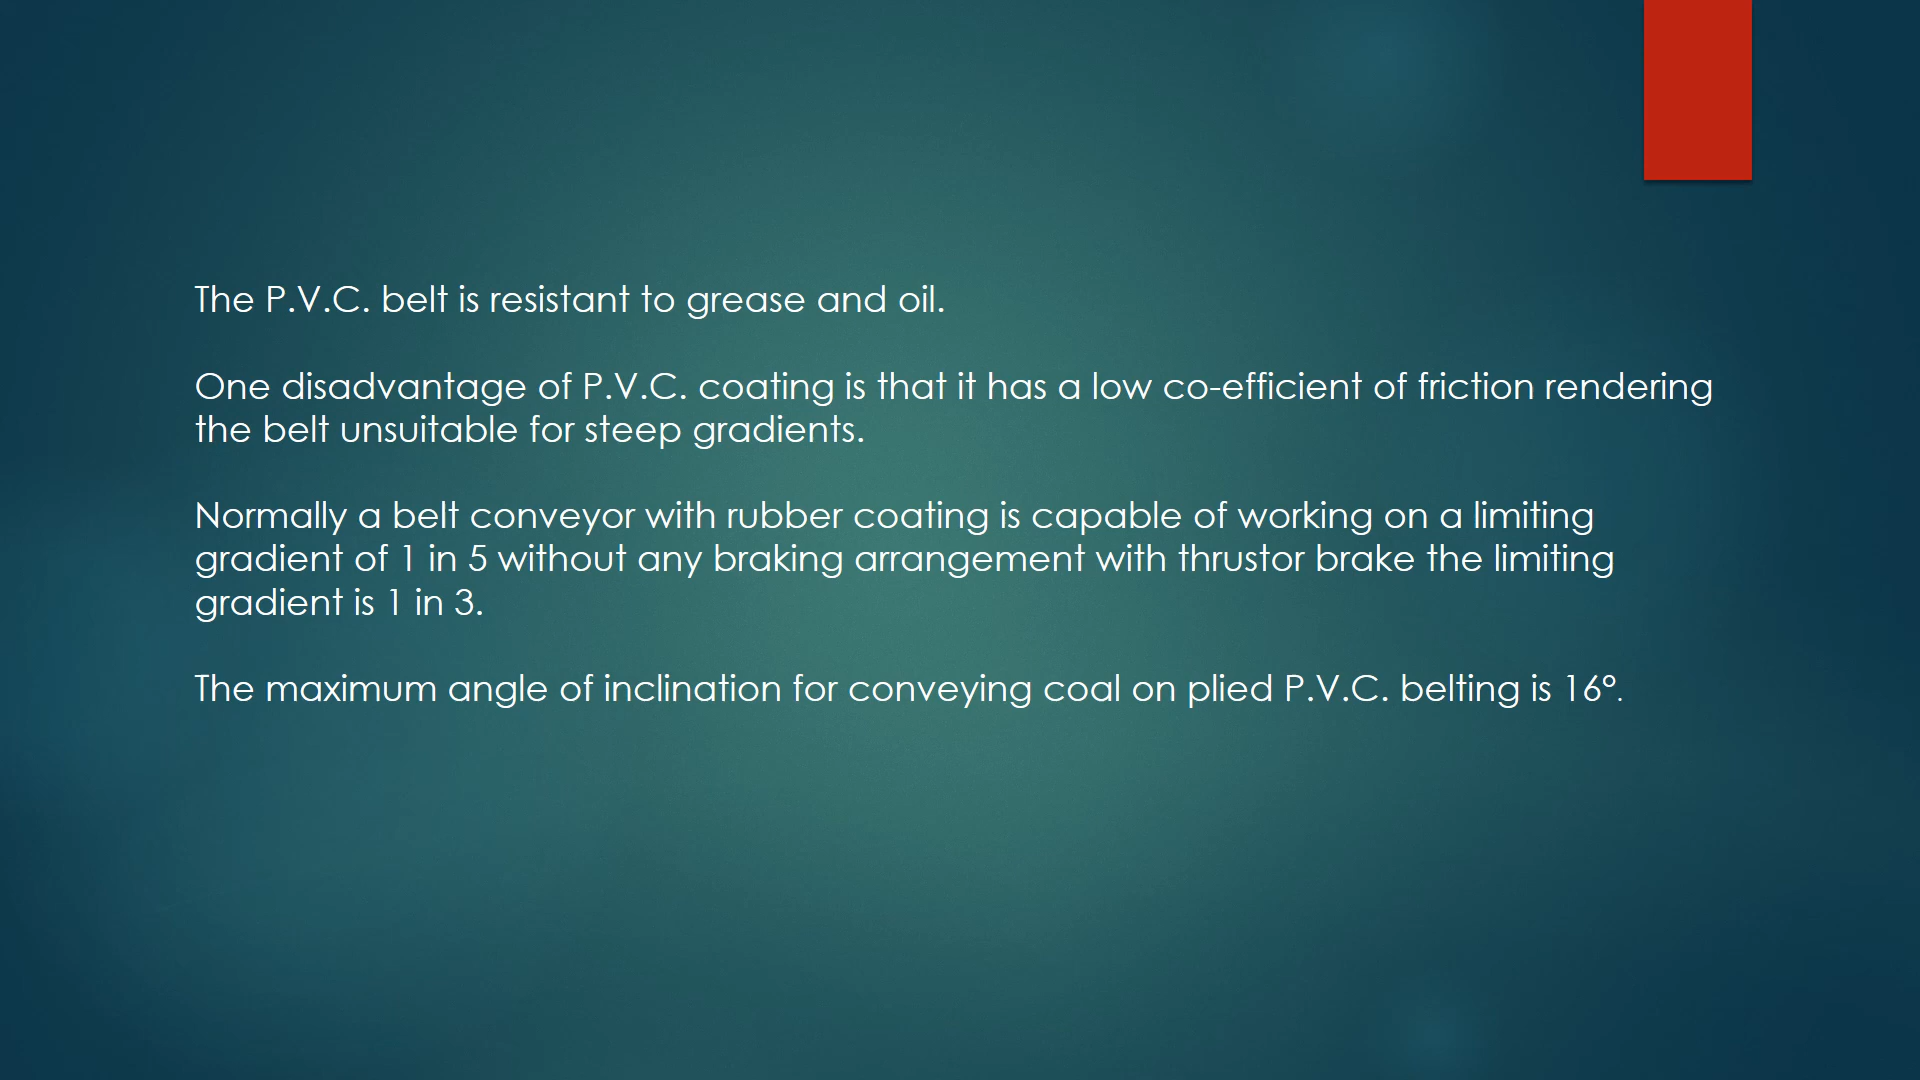 The P.V.C. belt is resistant to grease and oil.
One disadvantage of P.V.C. coating is that it has a low co-efficient of friction rendering
the belt unsuitable for steep gradients.
Normally a belt conveyor with rubber coating is capable of working on a limiting
gradient of 1 in 5 without any braking arrangement with thrustor brake the limiting
gradient is 1 in 3.
The maximum angle of inclination for conveying coal on plied P.V.C. belting is 16°.